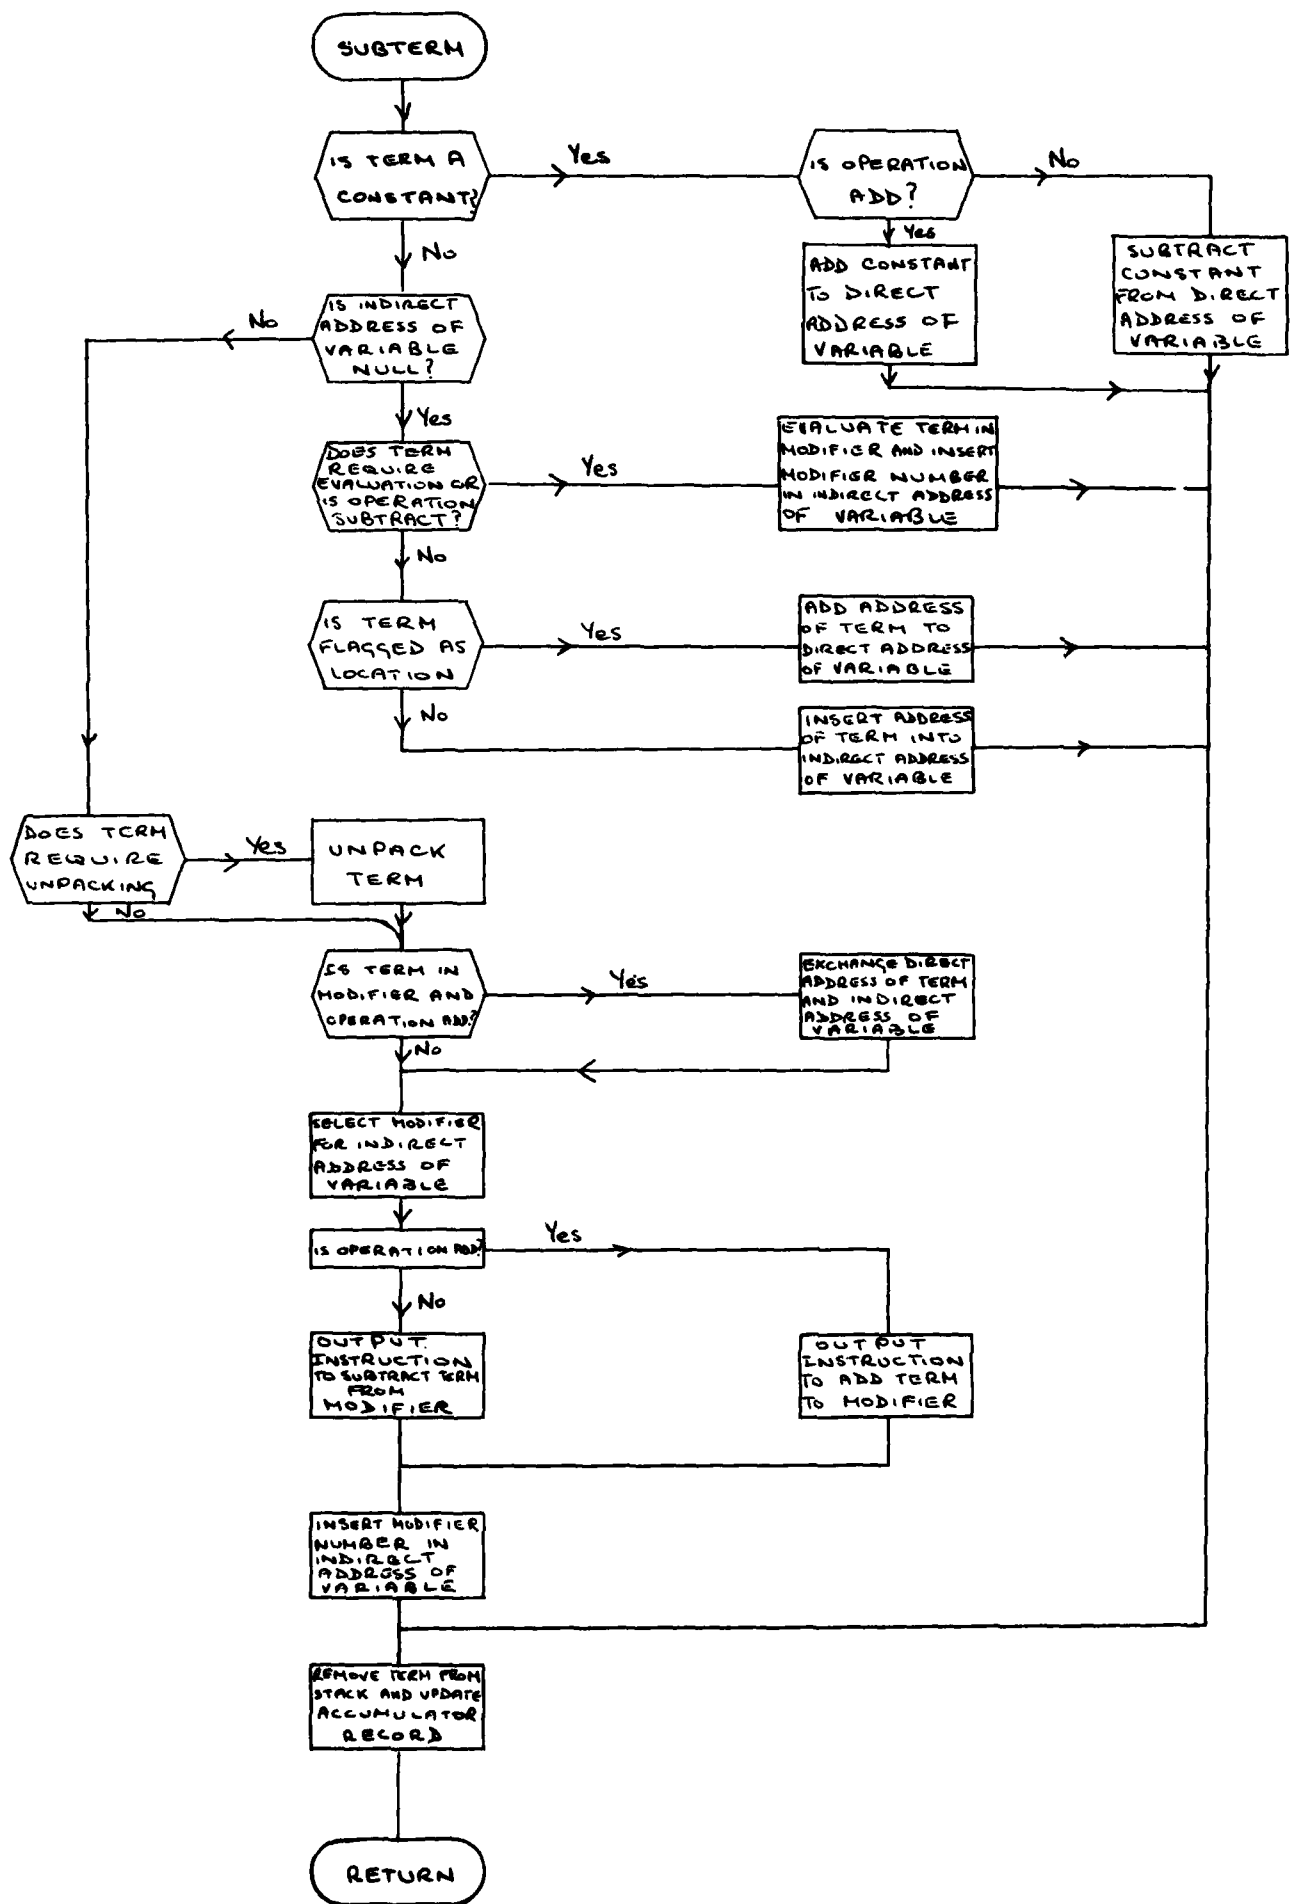 SUBTERM
IS TERM A
CONSTANT?
Yes
IS OPERATION
ADD?
No
Yes
No
ADD CONSTANT
TO DIRECT
ADDRESS OF
VARIABLE
SUBTRACT
CONSTANT
FROM DIRECT
ADDRESS OF
VARIABLE
IS INDIRECT
ADDRESS OF
VARIABLE
NULL?
No
Yes
DOES TERM
REQUIRE
EVALUATION OR
IS OPERATION
SUBTRACT?
Yes
EVALUATE TERM IN
MODIFIER AND INSERT
MODIFIER NUMBER
IN INDIRECT ADDRESS
OF VARIABLE
No
IS TERM
FLAGGED AS
LOCATION
Yes
ADD ADDRESS
OF TERM TO
DIRECT ADDRESS
OF VARIABLE
No
INSERT ADDRESS
OF TERM INTO
INDIRECT ADDRESS
OF VARIABLE
DOES TERM
REQUIRE
UNPACKING
Yes
UNPACK
TERM
No
IS TERM IN
MODIFIER AND
OPERATION ADD?
Yes
EXCHANGE DIRECT
ADDRESS OF TERM
AND INDIRECT
ADDRESS OF
VARIABLE
No
SELECT MODIFIER
FOR INDIRECT
ADDRESS OF
VARIABLE
IS OPERATION ADD?
Yes
No
OUTPUT
INSTRUCTION
TO SUBTRACT TERM
FROM
MODIFIER
OUTPUT
INSTRUCTION
TO ADD TERM
TO MODIFIER
INSERT MODIFIER
NUMBER IN
INDIRECT
ADDRESS OF
VARIABLE
REMOVE TERM FROM
STACK AND UPDATE
ACCUMULATOR
RECORD
RETURN